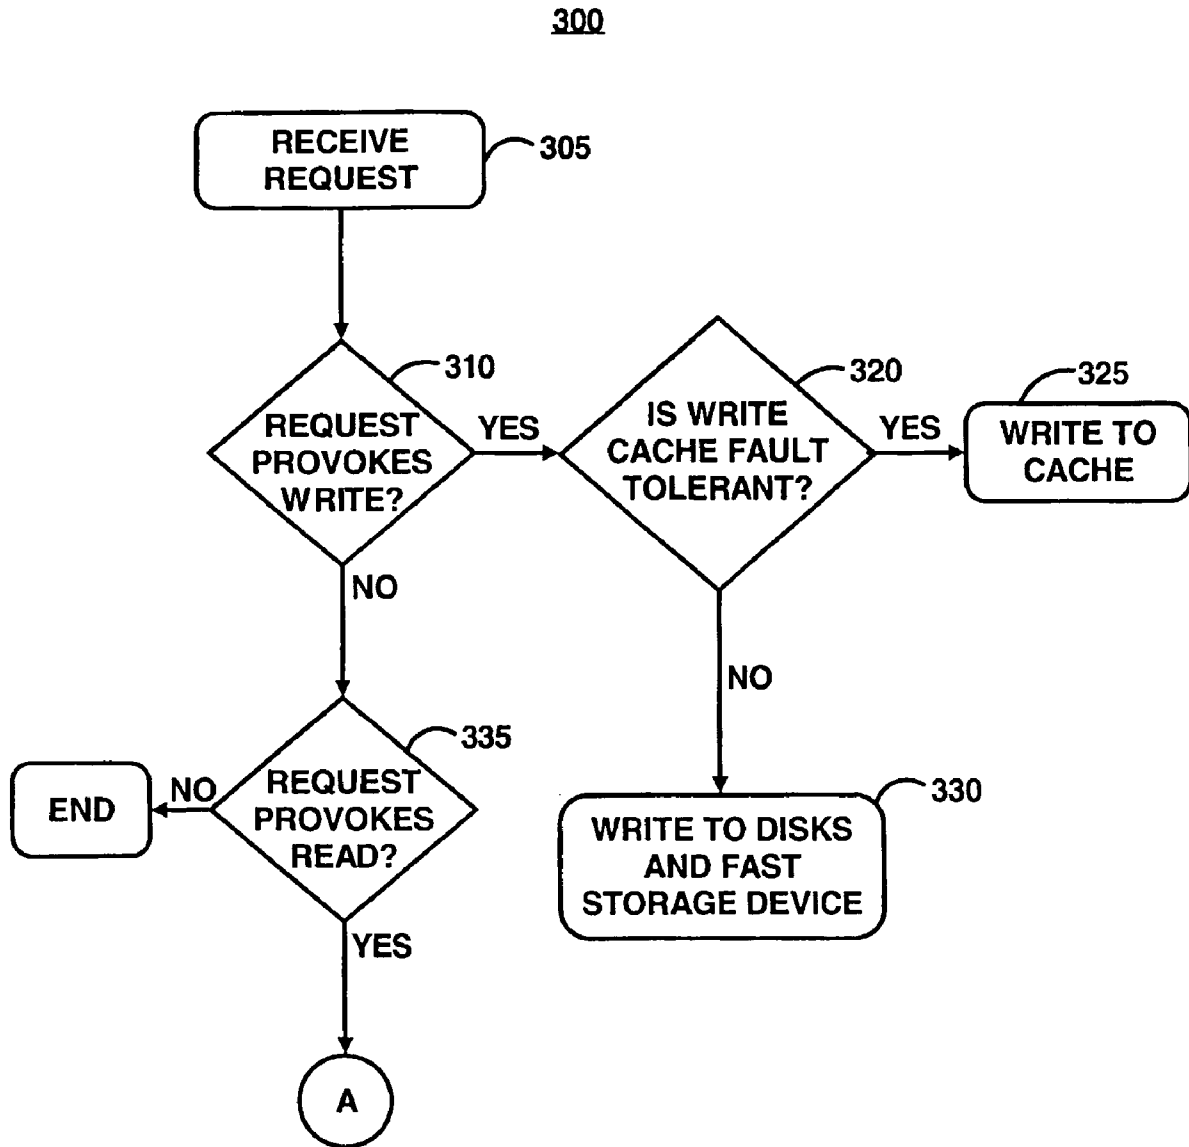 300
RECEIVE
REQUEST
305
310
REQUEST
PROVOKES
WRITE?
YES
320
IS WRITE
CACHE FAULT
TOLERANT?
YES
325
WRITE TO
CACHE
NO
NO
335
REQUEST
PROVOKES
READ?
NO
END
330
WRITE TO DISKS
AND FAST
STORAGE DEVICE
YES
A